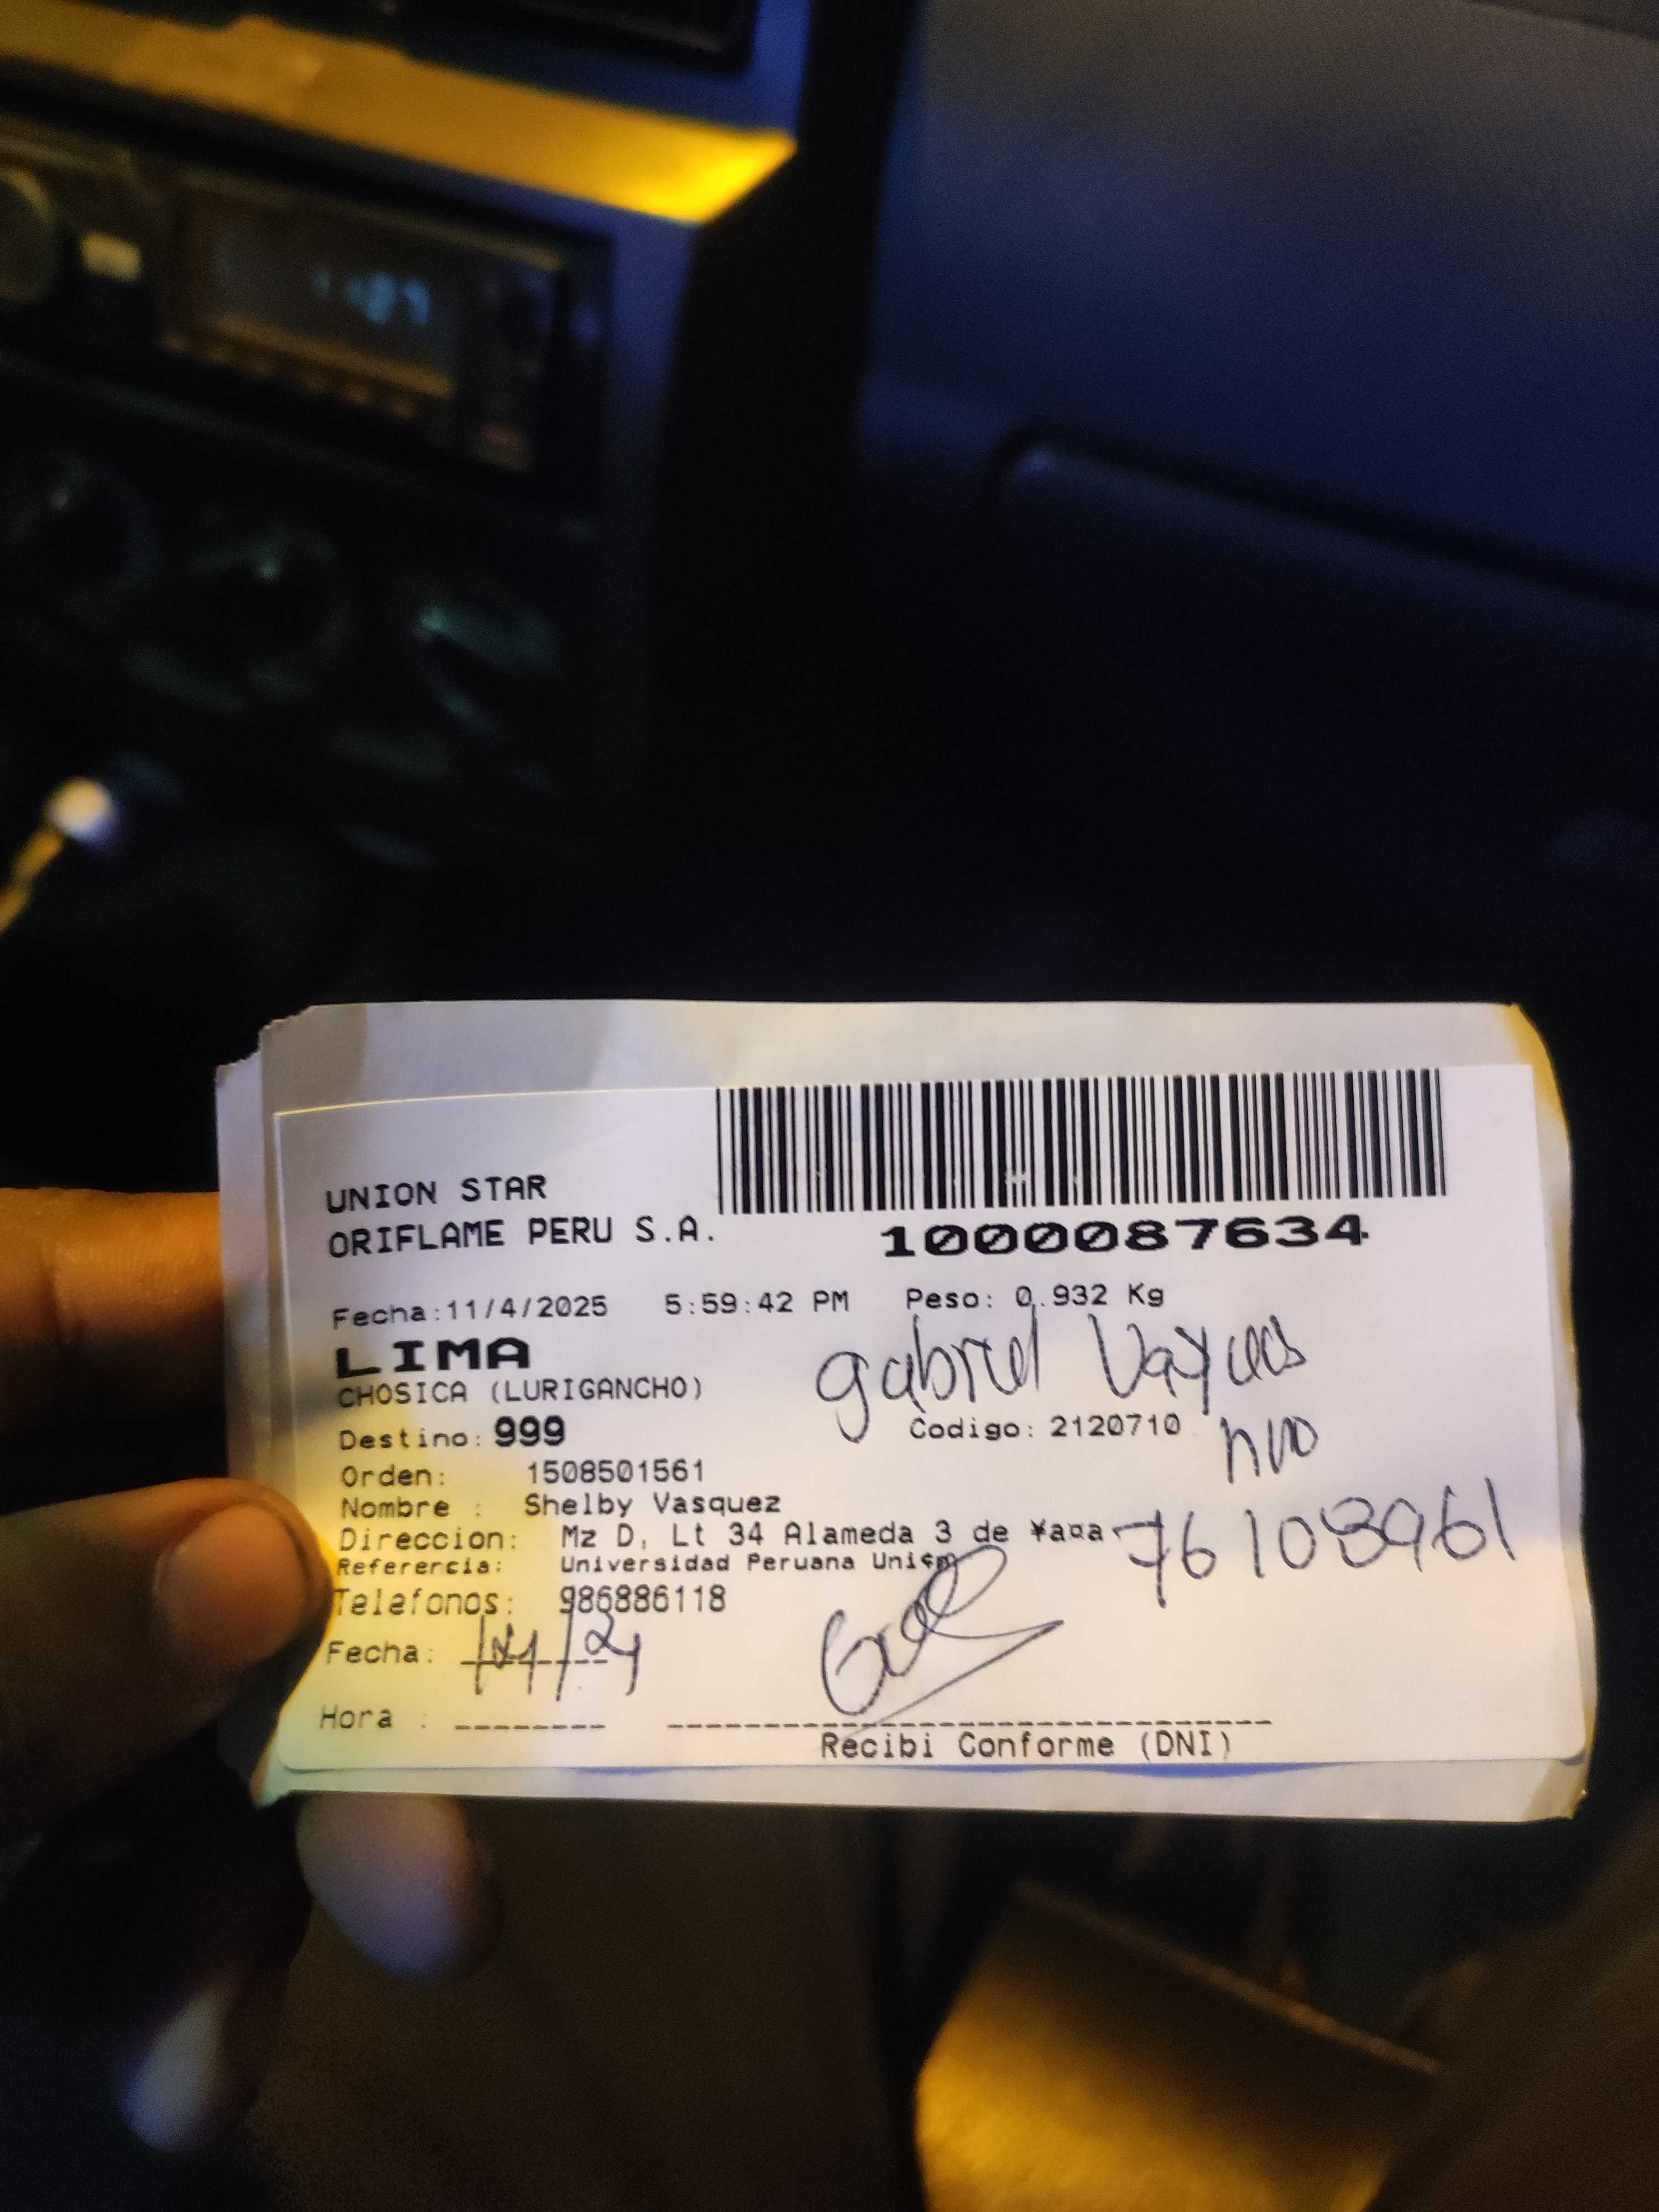 UNION STAR
ORIFLAME PERU S.A.
1000087634
Fecha:11/4/2025 5:59:42 PM Peso: 0.932 Kg
LIMA
gabriel
CHOSICA (LURIGANCHO)
Destino: 999 Codigo: 2120710
Orden: 1508501561
Nombre : Shelby Vasquez
Direccion: Mz D, Lt 34 Alameda 3 de ¥a¤a
76103961
Referencia: Universidad Peruana Uni¢n
Telefonos: 986886118
Fecha:
Hora :
Recibi Conforme (DNI)